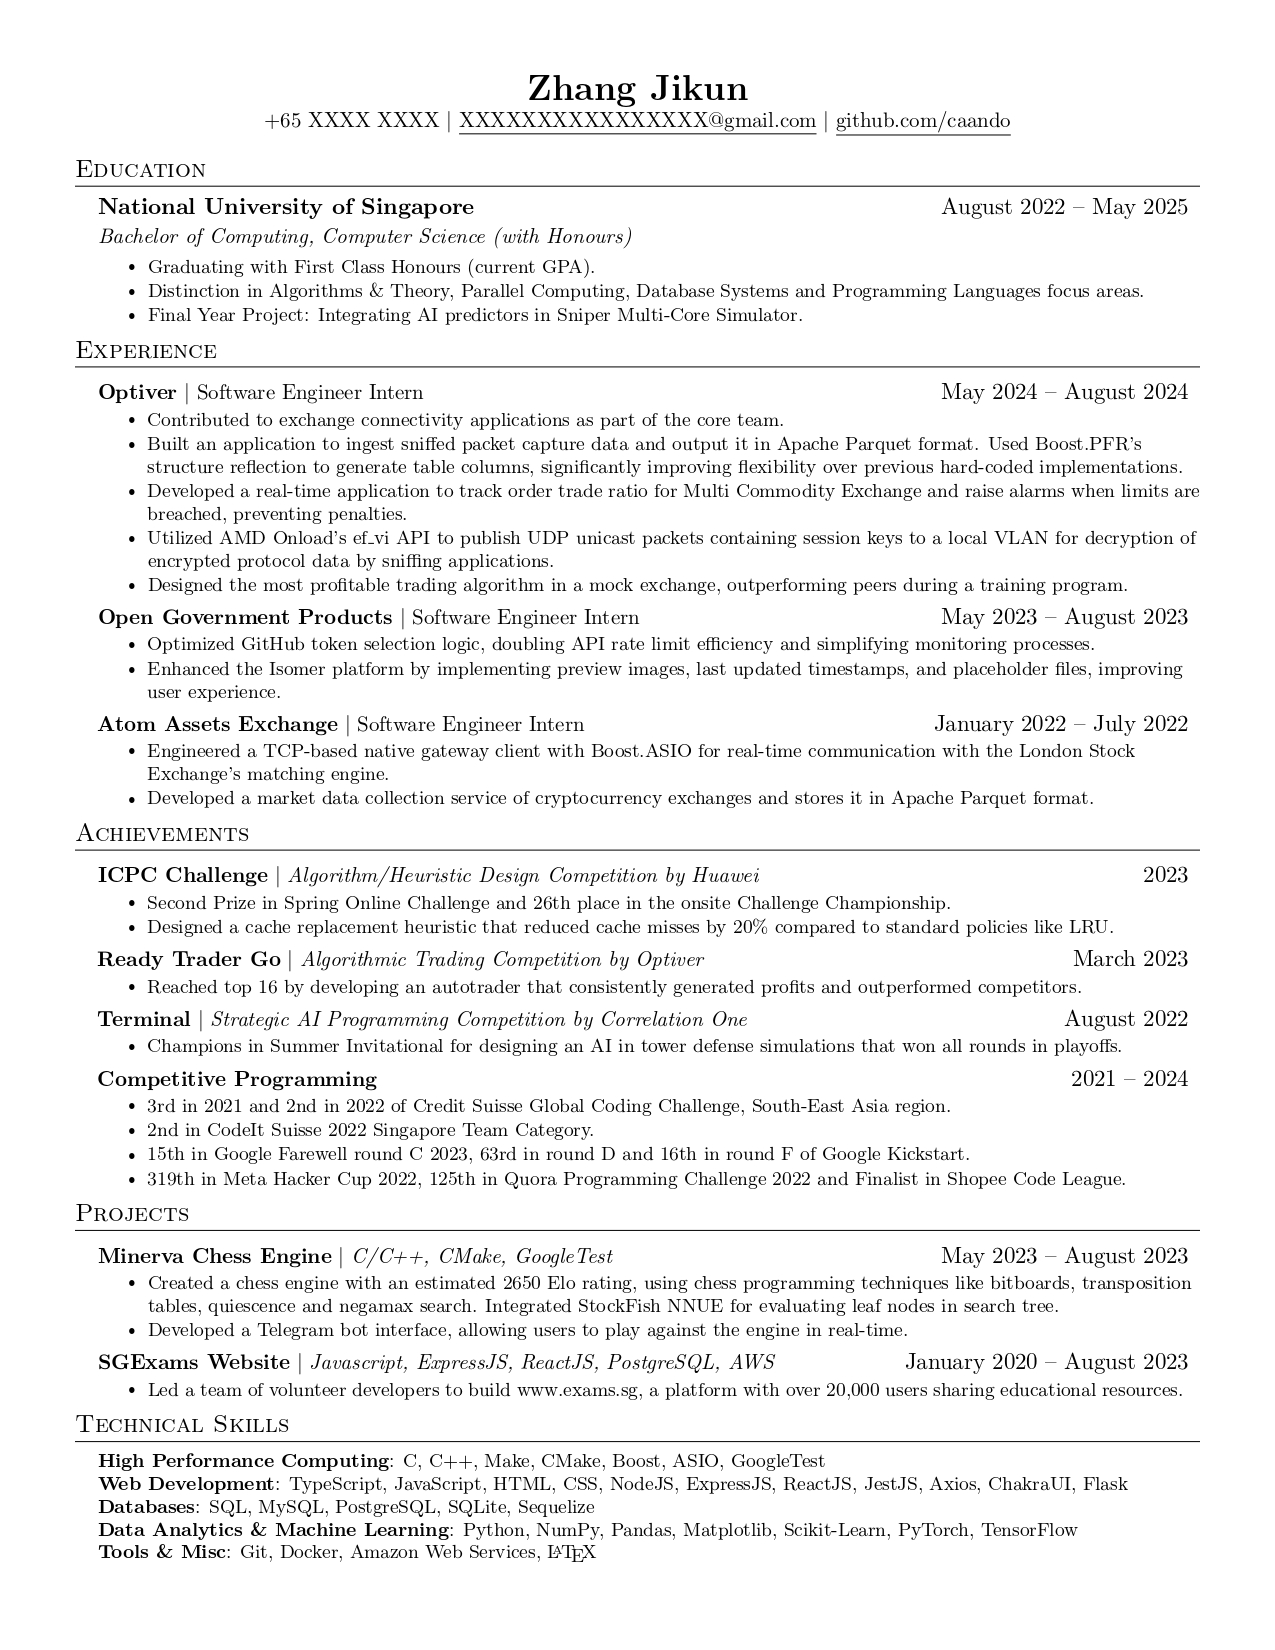 Zhang Jikun
+65 XXXX XXXX | XXXXXXXXXXXXXXXX@gmail.com | github.com/caando
Education
National University of Singapore August 2022 – May 2025
Bachelor of Computing, Computer Science (with Honours)
• Graduating with First Class Honours (current GPA).
• Distinction in Algorithms & Theory, Parallel Computing, Database Systems and Programming Languages focus areas.
• Final Year Project: Integrating AI predictors in Sniper Multi-Core Simulator.
Experience
Optiver | Software Engineer Intern May 2024 – August 2024
• Contributed to exchange connectivity applications as part of the core team.
• Built an application to ingest sniffed packet capture data and output it in Apache Parquet format. Used Boost.PFR's
structure reflection to generate table columns, significantly improving flexibility over previous hard-coded implementations.
• Developed a real-time application to track order trade ratio for Multi Commodity Exchange and raise alarms when limits are
breached, preventing penalties.
• Utilized AMD Onload's ef_vi API to publish UDP unicast packets containing session keys to a local VLAN for decryption of
encrypted protocol data by sniffing applications.
• Designed the most profitable trading algorithm in a mock exchange, outperforming peers during a training program.
Open Government Products | Software Engineer Intern May 2023 – August 2023
• Optimized GitHub token selection logic, doubling API rate limit efficiency and simplifying monitoring processes.
• Enhanced the Isomer platform by implementing preview images, last updated timestamps, and placeholder files, improving
user experience.
Atom Assets Exchange | Software Engineer Intern January 2022 – July 2022
• Engineered a TCP-based native gateway client with Boost.ASIO for real-time communication with the London Stock
Exchange's matching engine.
• Developed a market data collection service of cryptocurrency exchanges and stores it in Apache Parquet format.
Achievements
ICPC Challenge | Algorithm/Heuristic Design Competition by Huawei 2023
• Second Prize in Spring Online Challenge and 26th place in the onsite Challenge Championship.
• Designed a cache replacement heuristic that reduced cache misses by 20% compared to standard policies like LRU.
Ready Trader Go | Algorithmic Trading Competition by Optiver March 2023
• Reached top 16 by developing an autotrader that consistently generated profits and outperformed competitors.
Terminal | Strategic AI Programming Competition by Correlation One August 2022
• Champions in Summer Invitational for designing an AI in tower defense simulations that won all rounds in playoffs.
Competitive Programming 2021 – 2024
• 3rd in 2021 and 2nd in 2022 of Credit Suisse Global Coding Challenge, South-East Asia region.
• 2nd in CodeIt Suisse 2022 Singapore Team Category.
• 15th in Google Farewell round C 2023, 63rd in round D and 16th in round F of Google Kickstart.
• 319th in Meta Hacker Cup 2022, 125th in Quora Programming Challenge 2022 and Finalist in Shopee Code League.
Projects
Minerva Chess Engine | C/C++, CMake, GoogleTest May 2023 – August 2023
• Created a chess engine with an estimated 2650 Elo rating, using chess programming techniques like bitboards, transposition
tables, quiescence and negamax search. Integrated StockFish NNUE for evaluating leaf nodes in search tree.
• Developed a Telegram bot interface, allowing users to play against the engine in real-time.
SGExams Website | Javascript, ExpressJS, ReactJS, PostgreSQL, AWS January 2020 – August 2023
• Led a team of volunteer developers to build www.exams.sg, a platform with over 20,000 users sharing educational resources.
Technical Skills
High Performance Computing: C, C++, Make, CMake, Boost, ASIO, GoogleTest
Web Development: TypeScript, JavaScript, HTML, CSS, NodeJS, ExpressJS, ReactJS, JestJS, Axios, ChakraUI, Flask
Databases: SQL, MySQL, PostgreSQL, SQLite, Sequelize
Data Analytics & Machine Learning: Python, NumPy, Pandas, Matplotlib, Scikit-Learn, PyTorch, TensorFlow
Tools & Misc: Git, Docker, Amazon Web Services, LATEX